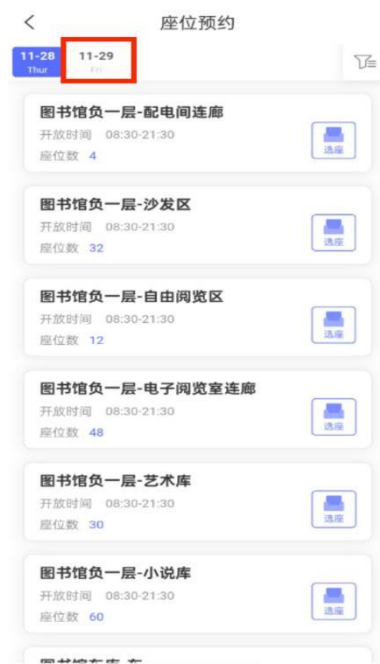 座位预约
11-28 11-29
Thur Fri
图书馆负一层-配电间连廊
开放时间 08:30-21:30
座位数 4
选座
图书馆负一层-沙发区
开放时间 08:30-21:30
座位数 32
选座
图书馆负一层-自由阅览区
开放时间 08:30-21:30
座位数 12
选座
图书馆负一层-电子阅览室连廊
开放时间 08:30-21:30
座位数 48
选座
图书馆负一层-艺术库
开放时间 08:30-21:30
座位数 30
选座
图书馆负一层-小说库
开放时间 08:30-21:30
座位数 60
选座